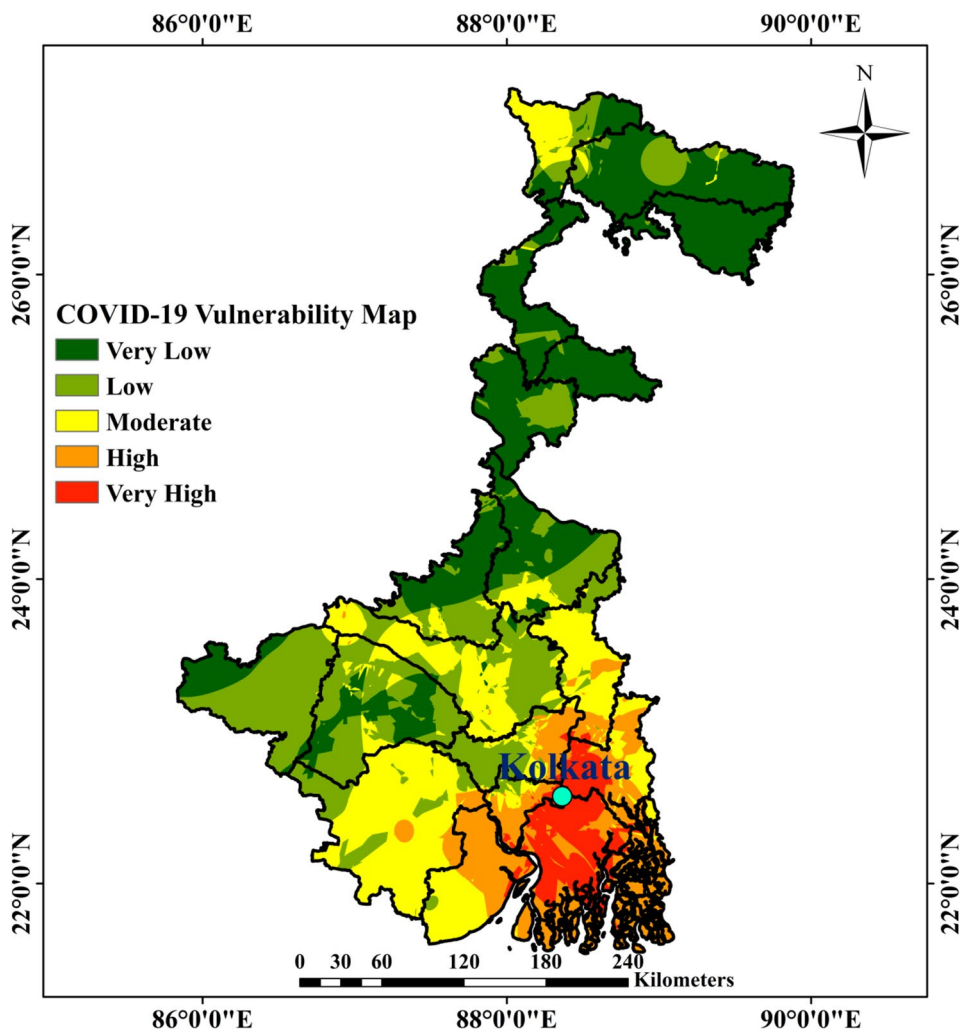 86°0'0"E 88°0'0"E 90°0'0"E
N
26°0'0"N 26°0'0"N
COVID-19 Vulnerability Map
Very Low
Low
Moderate
High
Very High
24°0'0"N 24°0'0"N
Kolkata
22°0'0"N 22°0'0"N
0 30 60 120 180 240
Kilometers
86°0'0"E 88°0'0"E 90°0'0"E